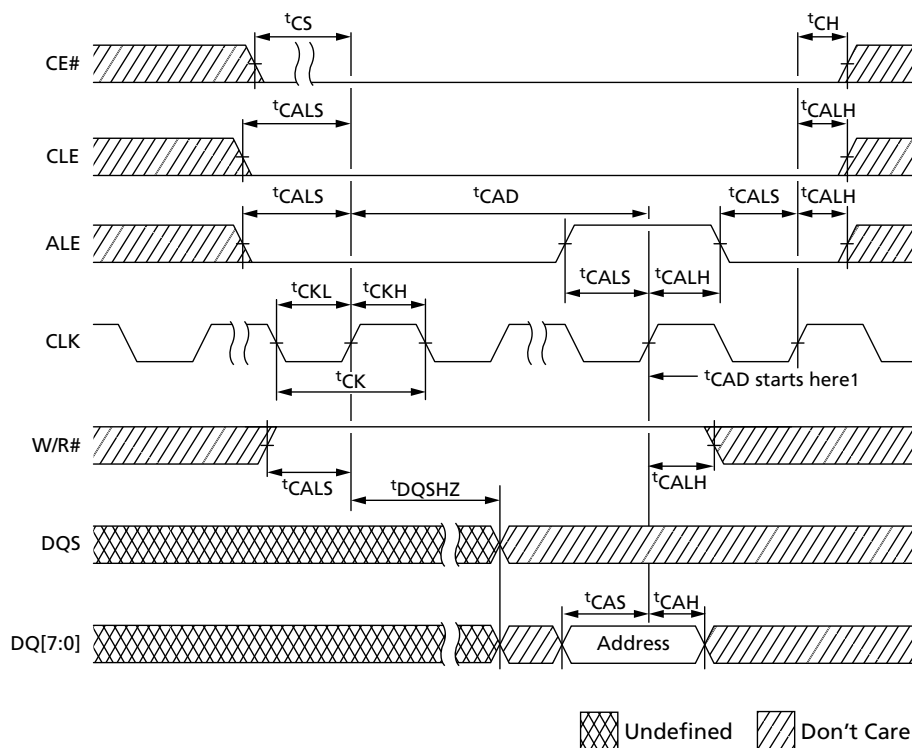 tCS
tCH
CE#
tCALS
tCALH
CLE
tCALS
tCAD
tCALS
tCALH
ALE
tCALS
tCALH
tCKL
tCKH
CLK
tCK
tCAD starts here1
W/R#
tCALS
tDQSHZ
tCALH
DQS
tCAS
tCAH
DQ[7:0]
Address
Undefined
Don't Care